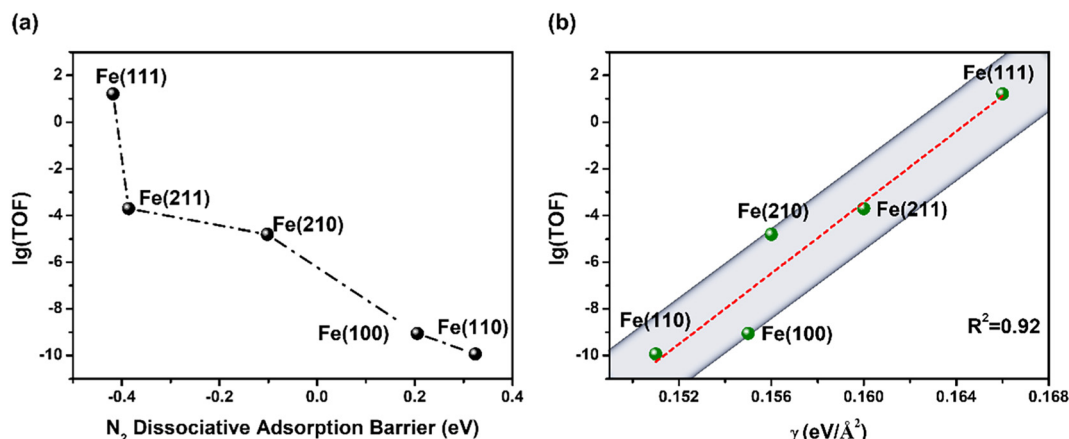 (a)
lg(TOF)
2
0
-2
-4
-6
-8
-10
Fe(111)
Fe(211)
Fe(210)
Fe(100)
Fe(110)
-0.4
-0.2
0.0
0.2
0.4
N₂ Dissociative Adsorption Barrier (eV)
(b)
lg(TOF)
2
0
-2
-4
-6
-8
-10
Fe(111)
Fe(210)
Fe(211)
Fe(110)
Fe(100)
R²=0.92
0.152
0.156
0.160
0.164
0.168
γ (eV/Å²)